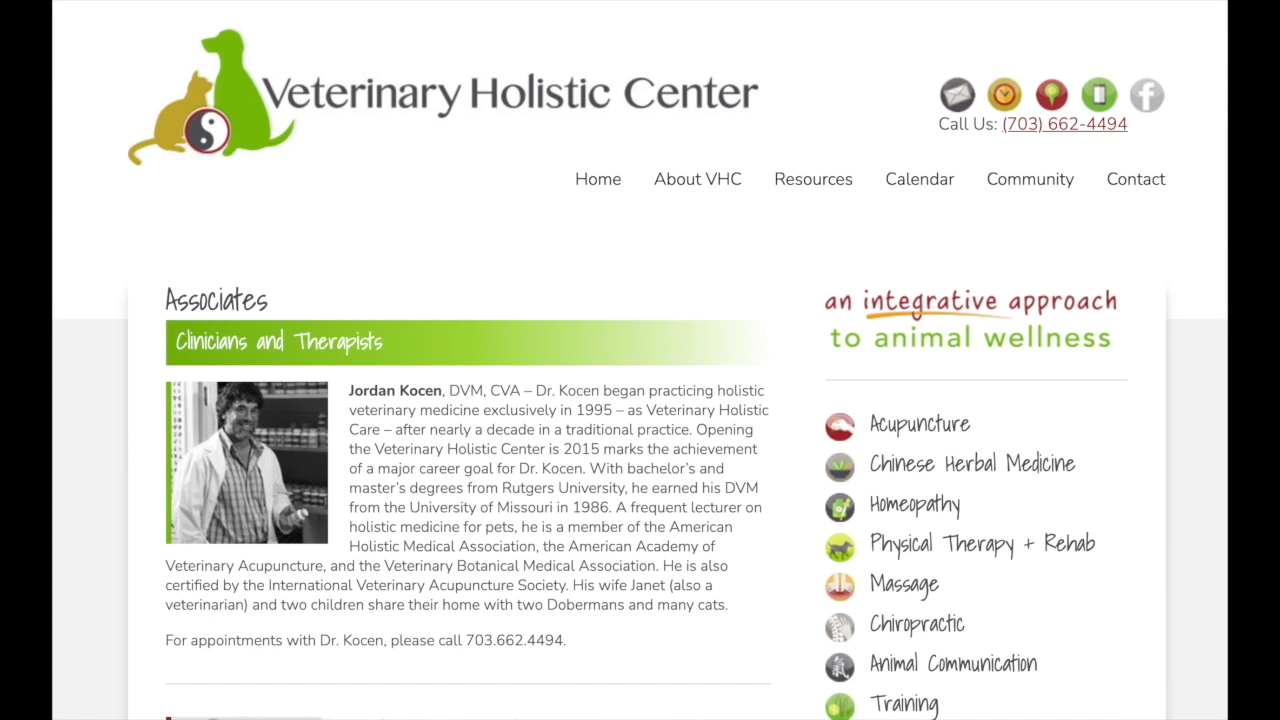 Veterinary Holistic Center
Call Us: (703) 662-4494
Home About VHC Resources Calendar Community Contact
Associates
Clinicians and Therapists
Jordan Kocen, DVM, CVA – Dr. Kocen began practicing holistic
veterinary medicine exclusively in 1995 – as Veterinary Holistic
Care – after nearly a decade in a traditional practice. Opening
the Veterinary Holistic Center is 2015 marks the achievement
of a major career goal for Dr. Kocen. With bachelor's and
master's degrees from Rutgers University, he earned his DVM
from the University of Missouri in 1986. A frequent lecturer on
holistic medicine for pets, he is a member of the American
Holistic Medical Association, the American Academy of
Veterinary Acupuncture, and the Veterinary Botanical Medical Association. He is also
certified by the International Veterinary Acupuncture Society. His wife Janet (also a
veterinarian) and two children share their home with two Dobermans and many cats.
For appointments with Dr. Kocen, please call 703.662.4494.
an integrative approach
to animal wellness
Acupuncture
Chinese Herbal Medicine
Homeopathy
Physical Therapy + Rehab
Massage
Chiropractic
氣 Animal Communication
Training